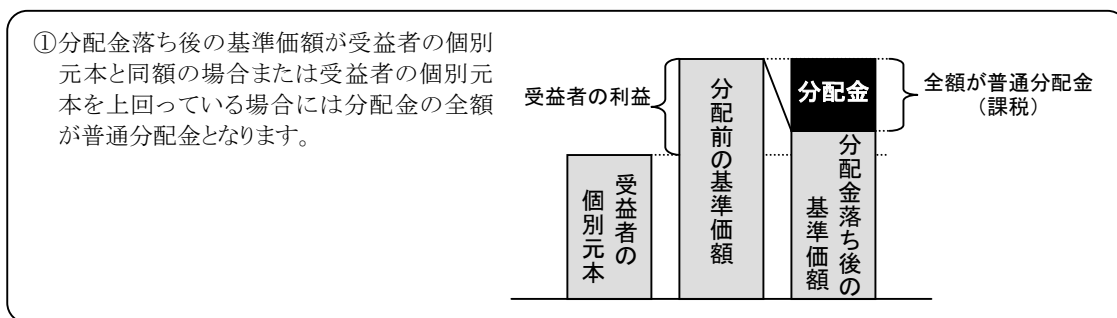 ①分配金落ち後の基準価額が受益者の個別
元本と同額の場合または受益者の個別元
本を上回っている場合には分配金の全額
が普通分配金となります。
受益者の利益
受益者の
個別元本
分配前の基準価額
分配金
分配金落ち後の
基準価額
全額が普通分配金
（課税）